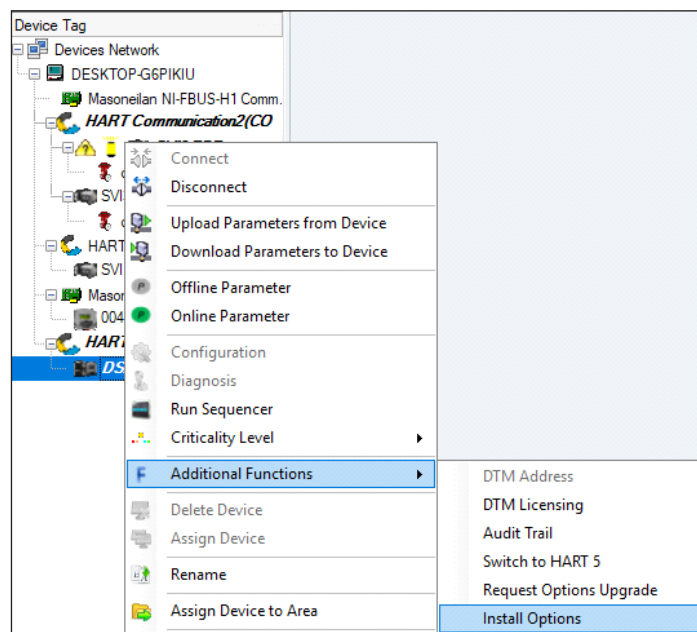 Device Tag
Devices Network
DESKTOP-G6PIKIU
Masoneilan NI-FBUS-H1 Comm.
HART Communication2(CO
Connect
SVI
Disconnect
Upload Parameters from Device
HART
Download Parameters to Device
SVI
Offline Parameter
Mason
004
Online Parameter
HART
Configuration
DS
Diagnosis
Run Sequencer
Criticality Level
F
Additional Functions
DTM Address
Delete Device
DTM Licensing
Assign Device
Audit Trail
Switch to HART 5
Rename
Request Options Upgrade
Assign Device to Area
Install Options